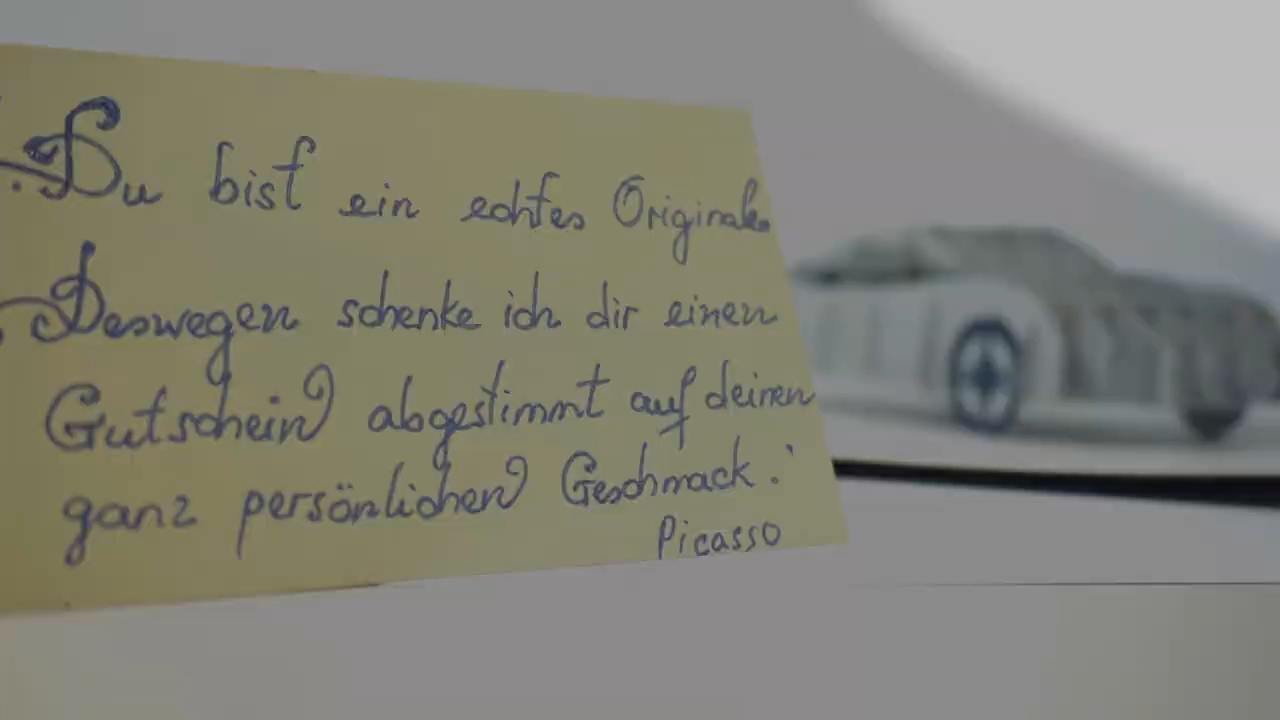 Du bist ein echtes Original.
Deswegen schenke ich dir einen
Gutschein abgestimmt auf deinen
ganz persönlichen Geschmack.
Picasso